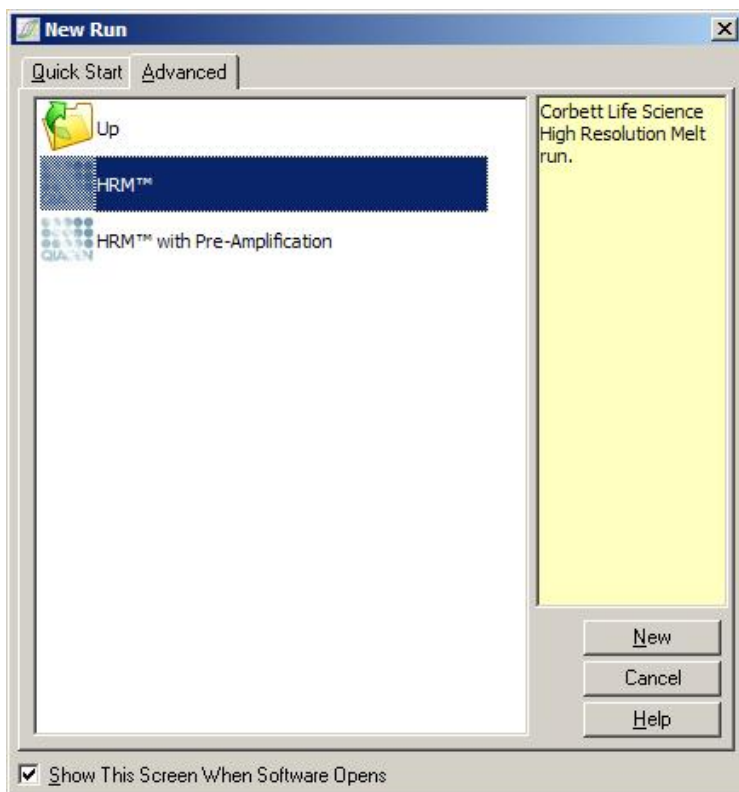 New Run
Quick Start Advanced
Up
HRM™
HRM™ with Pre-Amplification
QIAGEN
Corbett Life Science
High Resolution Melt
run.
New
Cancel
Help
Show This Screen When Software Opens